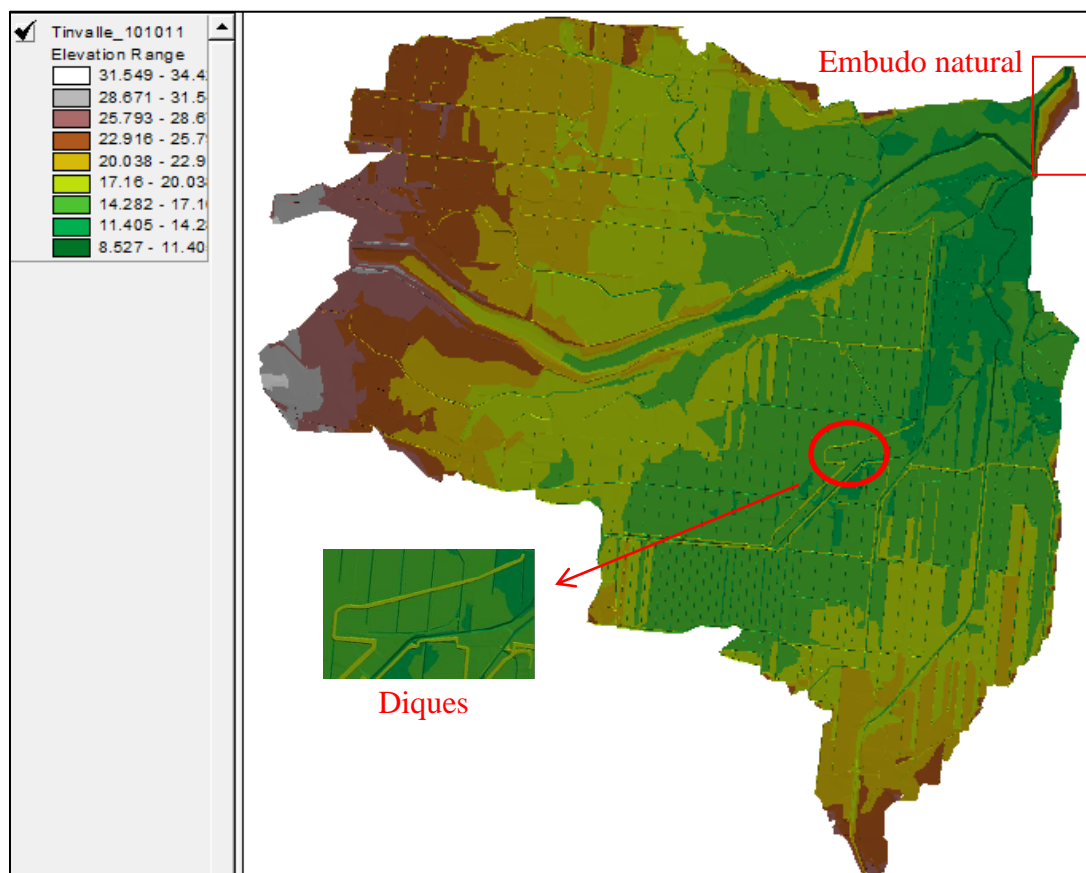 Tinvalle_101011
Elevation Range
31.549 - 34.4
28.671 - 31.5
25.793 - 28.6
22.916 - 25.7
20.038 - 22.9
17.16 - 20.03
14.282 - 17.1
11.405 - 14.2
8.527 - 11.40
Embudo natural
Diques